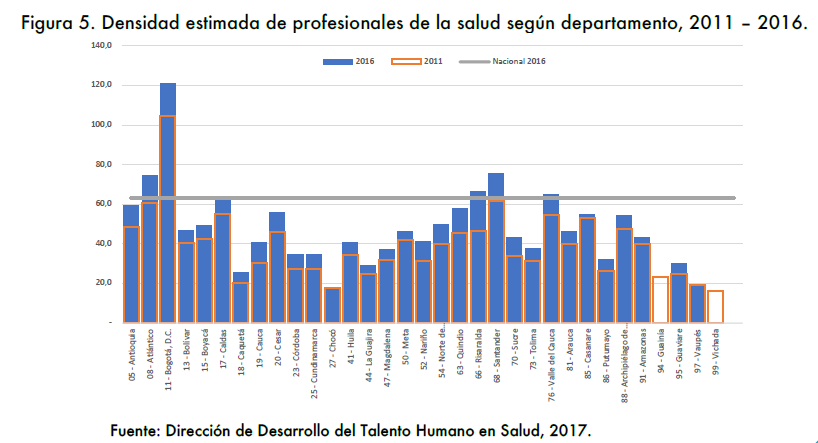 Figura 5. Densidad estimada de profesionales de la salud según departamento, 2011 – 2016.
140,0
120,0
100,0
80,0
60,0
40,0
20,0
-
2016
2011
Nacional 2016
05 - Antioquia
08 - Atlántico
11 - Bogotá, D.C.
13 - Bolívar
15 - Boyacá
17 - Caldas
18 - Caquetá
19 - Cauca
20 - Cesar
23 - Córdoba
25 - Cundinamarca
27 - Chocó
41 - Huila
44 - La Guajira
47 - Magdalena
50 - Meta
52 - Nariño
54 - Norte de…
63 - Quindio
66 - Risaralda
68 - Santander
70 - Sucre
73 - Tolima
76 - Valle del Cauca
81 - Arauca
85 - Casanare
86 - Putumayo
88 - Archipiélago de…
91 - Amazonas
94 - Guainía
95 - Guaviare
97 - Vaupés
99 - Vichada
Fuente: Dirección de Desarrollo del Talento Humano en Salud, 2017.